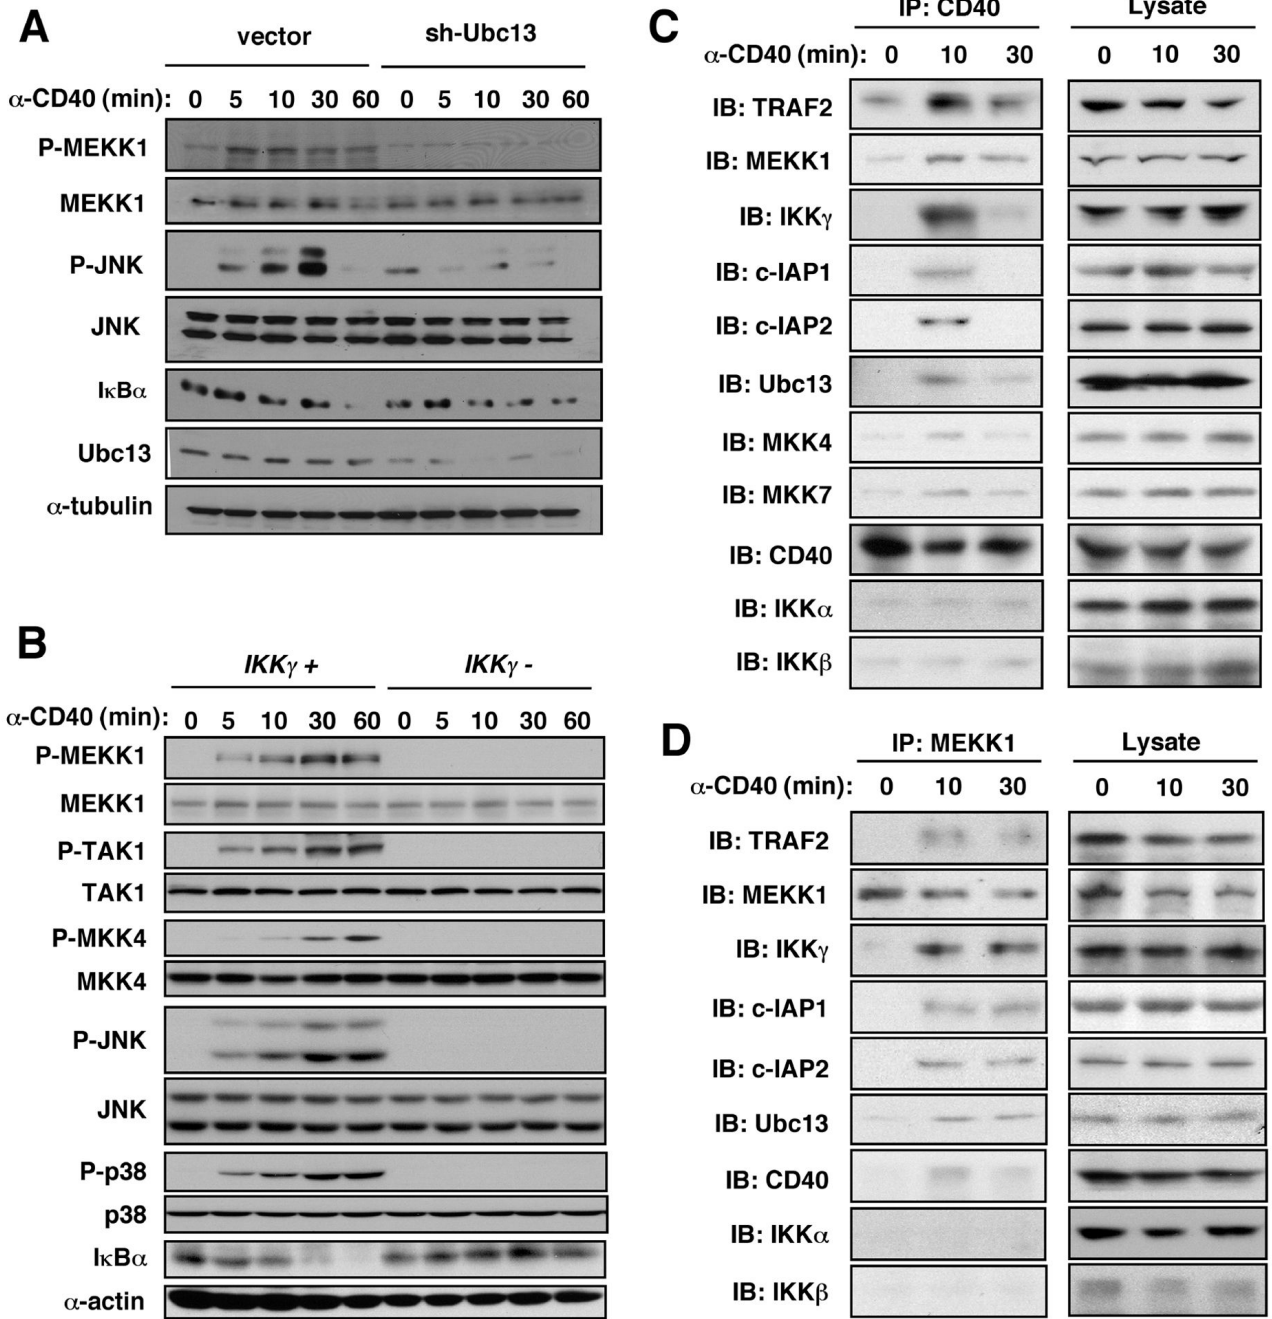 A
vector sh-Ubc13
α-CD40 (min): 0 5 10 30 60 0 5 10 30 60
P-MEKK1
MEKK1
P-JNK
JNK
IκBα
Ubc13
α-tubulin
B
IKKγ + IKKγ -
α-CD40 (min): 0 5 10 30 60 0 5 10 30 60
P-MEKK1
MEKK1
P-TAK1
TAK1
P-MKK4
MKK4
P-JNK
JNK
P-p38
p38
IκBα
α-actin
C
IP: CD40 Lysate
α-CD40 (min): 0 10 30 0 10 30
IB: TRAF2
IB: MEKK1
IB: IKKγ
IB: c-IAP1
IB: c-IAP2
IB: Ubc13
IB: MKK4
IB: MKK7
IB: CD40
IB: IKKα
IB: IKKβ
D
IP: MEKK1 Lysate
α-CD40 (min): 0 10 30 0 10 30
IB: TRAF2
IB: MEKK1
IB: IKKγ
IB: c-IAP1
IB: c-IAP2
IB: Ubc13
IB: CD40
IB: IKKα
IB: IKKβ